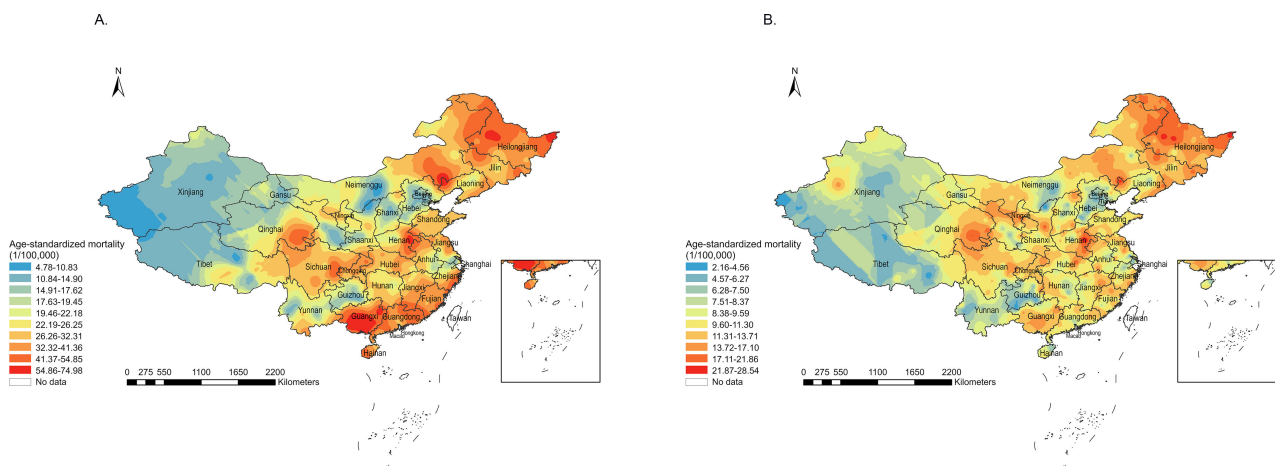 A.
N
Heilongjiang
Jilin
Liaoning
Neimenggu
Beijing
Xinjiang
Gansu
Hebei
Shanxi
Ningxia
Shandong
Qinghai
Shaanxi
Henan
Jiangsu
Tibet
Anhui
Shanghai
Sichuan
Chongqing
Hubei
Zhejiang
Hunan
Jiangxi
Guizhou
Fujian
Yunnan
Guangxi
Guangdong
Taiwan
Hongkong
Macao
Hainan
Age-standardized mortality
(1/100,000)
4.78-10.83
10.84-14.90
14.91-17.62
17.63-19.45
19.46-22.18
22.19-26.25
26.26-32.31
32.32-41.36
41.37-54.85
54.86-74.98
No data
0 275 550 1100 1650 2200
Kilometers
B.
N
Heilongjiang
Jilin
Liaoning
Neimenggu
Beijing
Xinjiang
Gansu
Hebei
Shanxi
Ningxia
Shandong
Qinghai
Shaanxi
Henan
Jiangsu
Tibet
Anhui
Shanghai
Sichuan
Chongqing
Hubei
Zhejiang
Hunan
Jiangxi
Guizhou
Fujian
Yunnan
Guangxi
Guangdong
Taiwan
Hongkong
Macao
Hainan
Age-standardized mortality
(1/100,000)
2.16-4.56
4.57-6.27
6.28-7.50
7.51-8.37
8.38-9.59
9.60-11.30
11.31-13.71
13.72-17.10
17.11-21.86
21.87-28.54
No data
0 275 550 1100 1650 2200
Kilometers